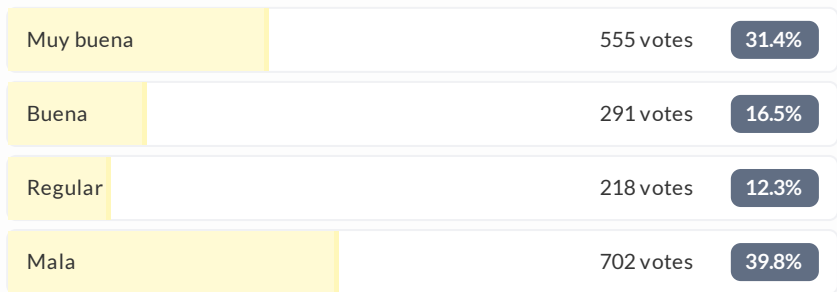 Muy buena 555 votes 31.4%
Buena 291 votes 16.5%
Regular 218 votes 12.3%
Mala 702 votes 39.8%